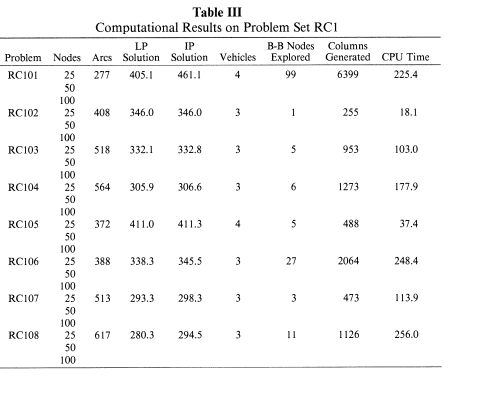 Table III
Computational Results on Problem Set RC1
LP IP B-B Nodes Columns
Problem Nodes Arcs Solution Solution Vehicles Explored Generated CPU Time
RC101 25 277 405.1 461.1 4 99 6399 225.4
50
100
RC102 25 408 346.0 346.0 3 1 255 18.1
50
100
RC103 25 518 332.1 332.8 3 5 953 103.0
50
100
RC104 25 564 305.9 306.6 3 6 1273 177.9
50
100
RC105 25 372 411.0 411.3 4 5 488 37.4
50
100
RC106 25 388 338.3 345.5 3 27 2064 248.4
50
100
RC107 25 513 293.3 298.3 3 3 473 113.9
50
100
RC108 25 617 280.3 294.5 3 11 1126 256.0
50
100